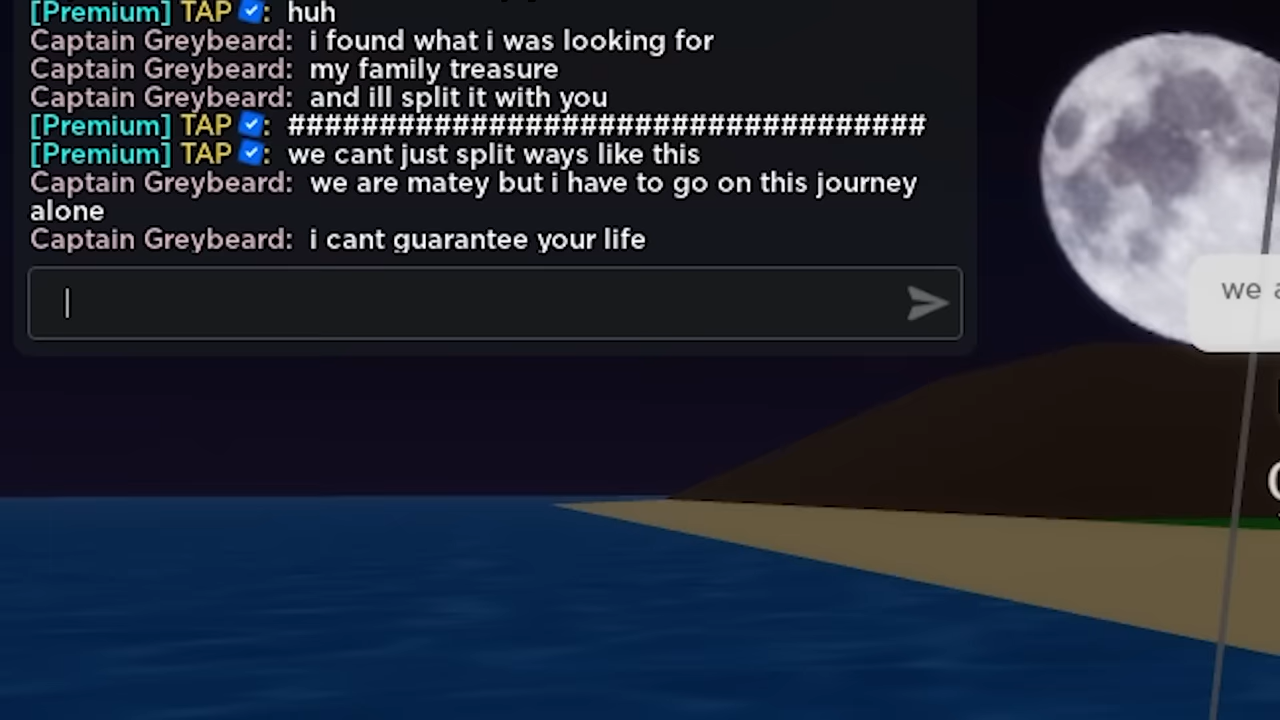 [Premium] TAP : huh
Captain Greybeard: i found what i was looking for
Captain Greybeard: my family treasure
Captain Greybeard: and ill split it with you
[Premium] TAP : ###################################
[Premium] TAP : we cant just split ways like this
Captain Greybeard: we are matey but i have to go on this journey
alone
Captain Greybeard: i cant guarantee your life
we